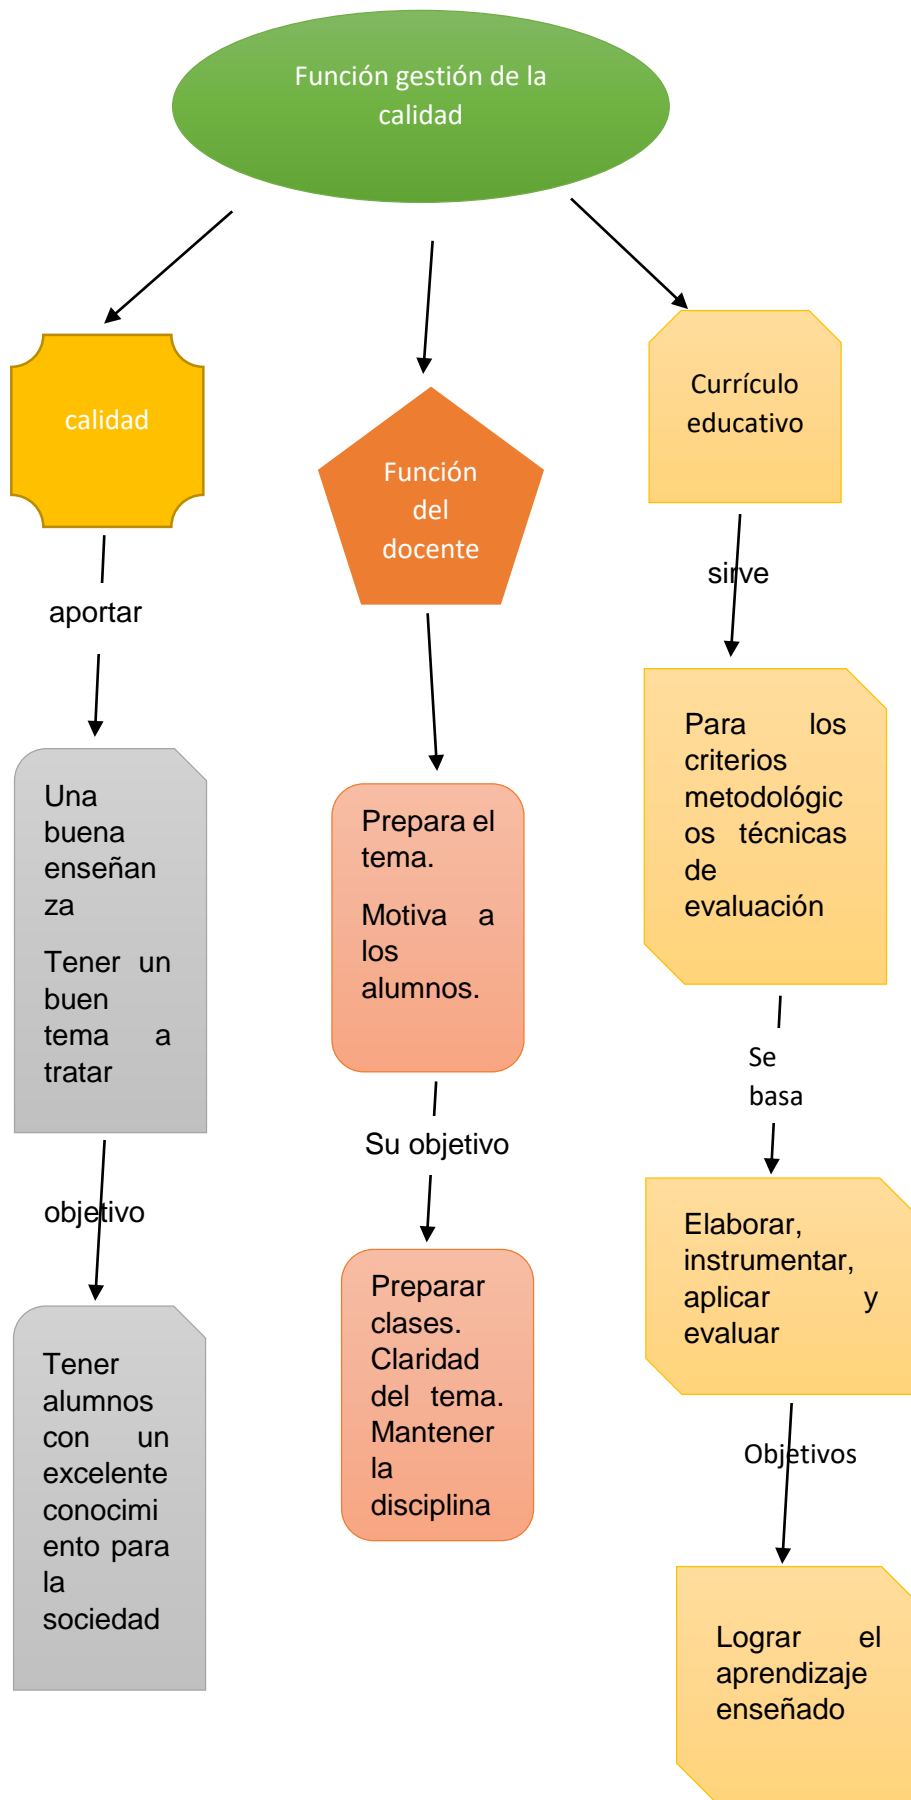 Función gestión de la
calidad
calidad
aportar
Una
buena
enseñan
za
Tener un
buen
tema a
tratar
objetivo
Tener
alumnos
con un
excelente
conocimi
ento para
la
sociedad
Función
del
docente
Prepara el
tema.
Motiva a
los
alumnos.
Su objetivo
Preparar
clases.
Claridad
del tema.
Mantener
la
disciplina
Currículo
educativo
sirve
Para los
criterios
metodológic
os técnicas
de
evaluación
Se
basa
Elaborar,
instrumentar,
aplicar y
evaluar
Objetivos
Lograr el
aprendizaje
enseñado